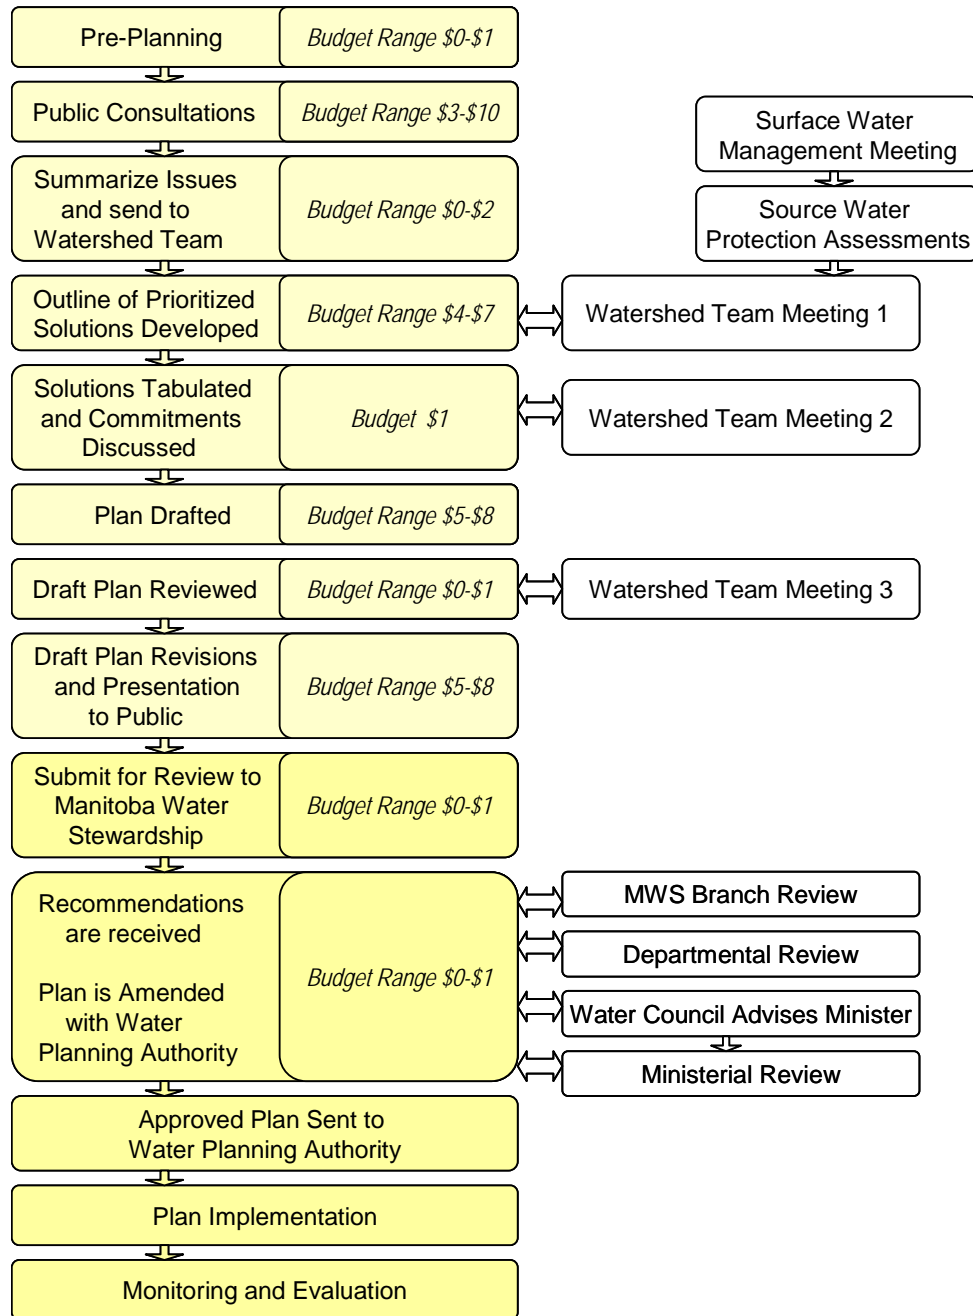 Pre-Planning
Budget Range $0-$1
Public Consultations
Budget Range $3-$10
Surface Water
Management Meeting
Summarize Issues
and send to
Watershed Team
Budget Range $0-$2
Source Water
Protection Assessments
Outline of Prioritized
Solutions Developed
Budget Range $4-$7
Watershed Team Meeting 1
Solutions Tabulated
and Commitments
Discussed
Budget $1
Watershed Team Meeting 2
Plan Drafted
Budget Range $5-$8
Draft Plan Reviewed
Budget Range $0-$1
Watershed Team Meeting 3
Draft Plan Revisions
and Presentation
to Public
Budget Range $5-$8
Submit for Review to
Manitoba Water
Stewardship
Budget Range $0-$1
Recommendations
are received
Plan is Amended
with Water
Planning Authority
Budget Range $0-$1
MWS Branch Review
Departmental Review
Water Council Advises Minister
Ministerial Review
Approved Plan Sent to
Water Planning Authority
Plan Implementation
Monitoring and Evaluation